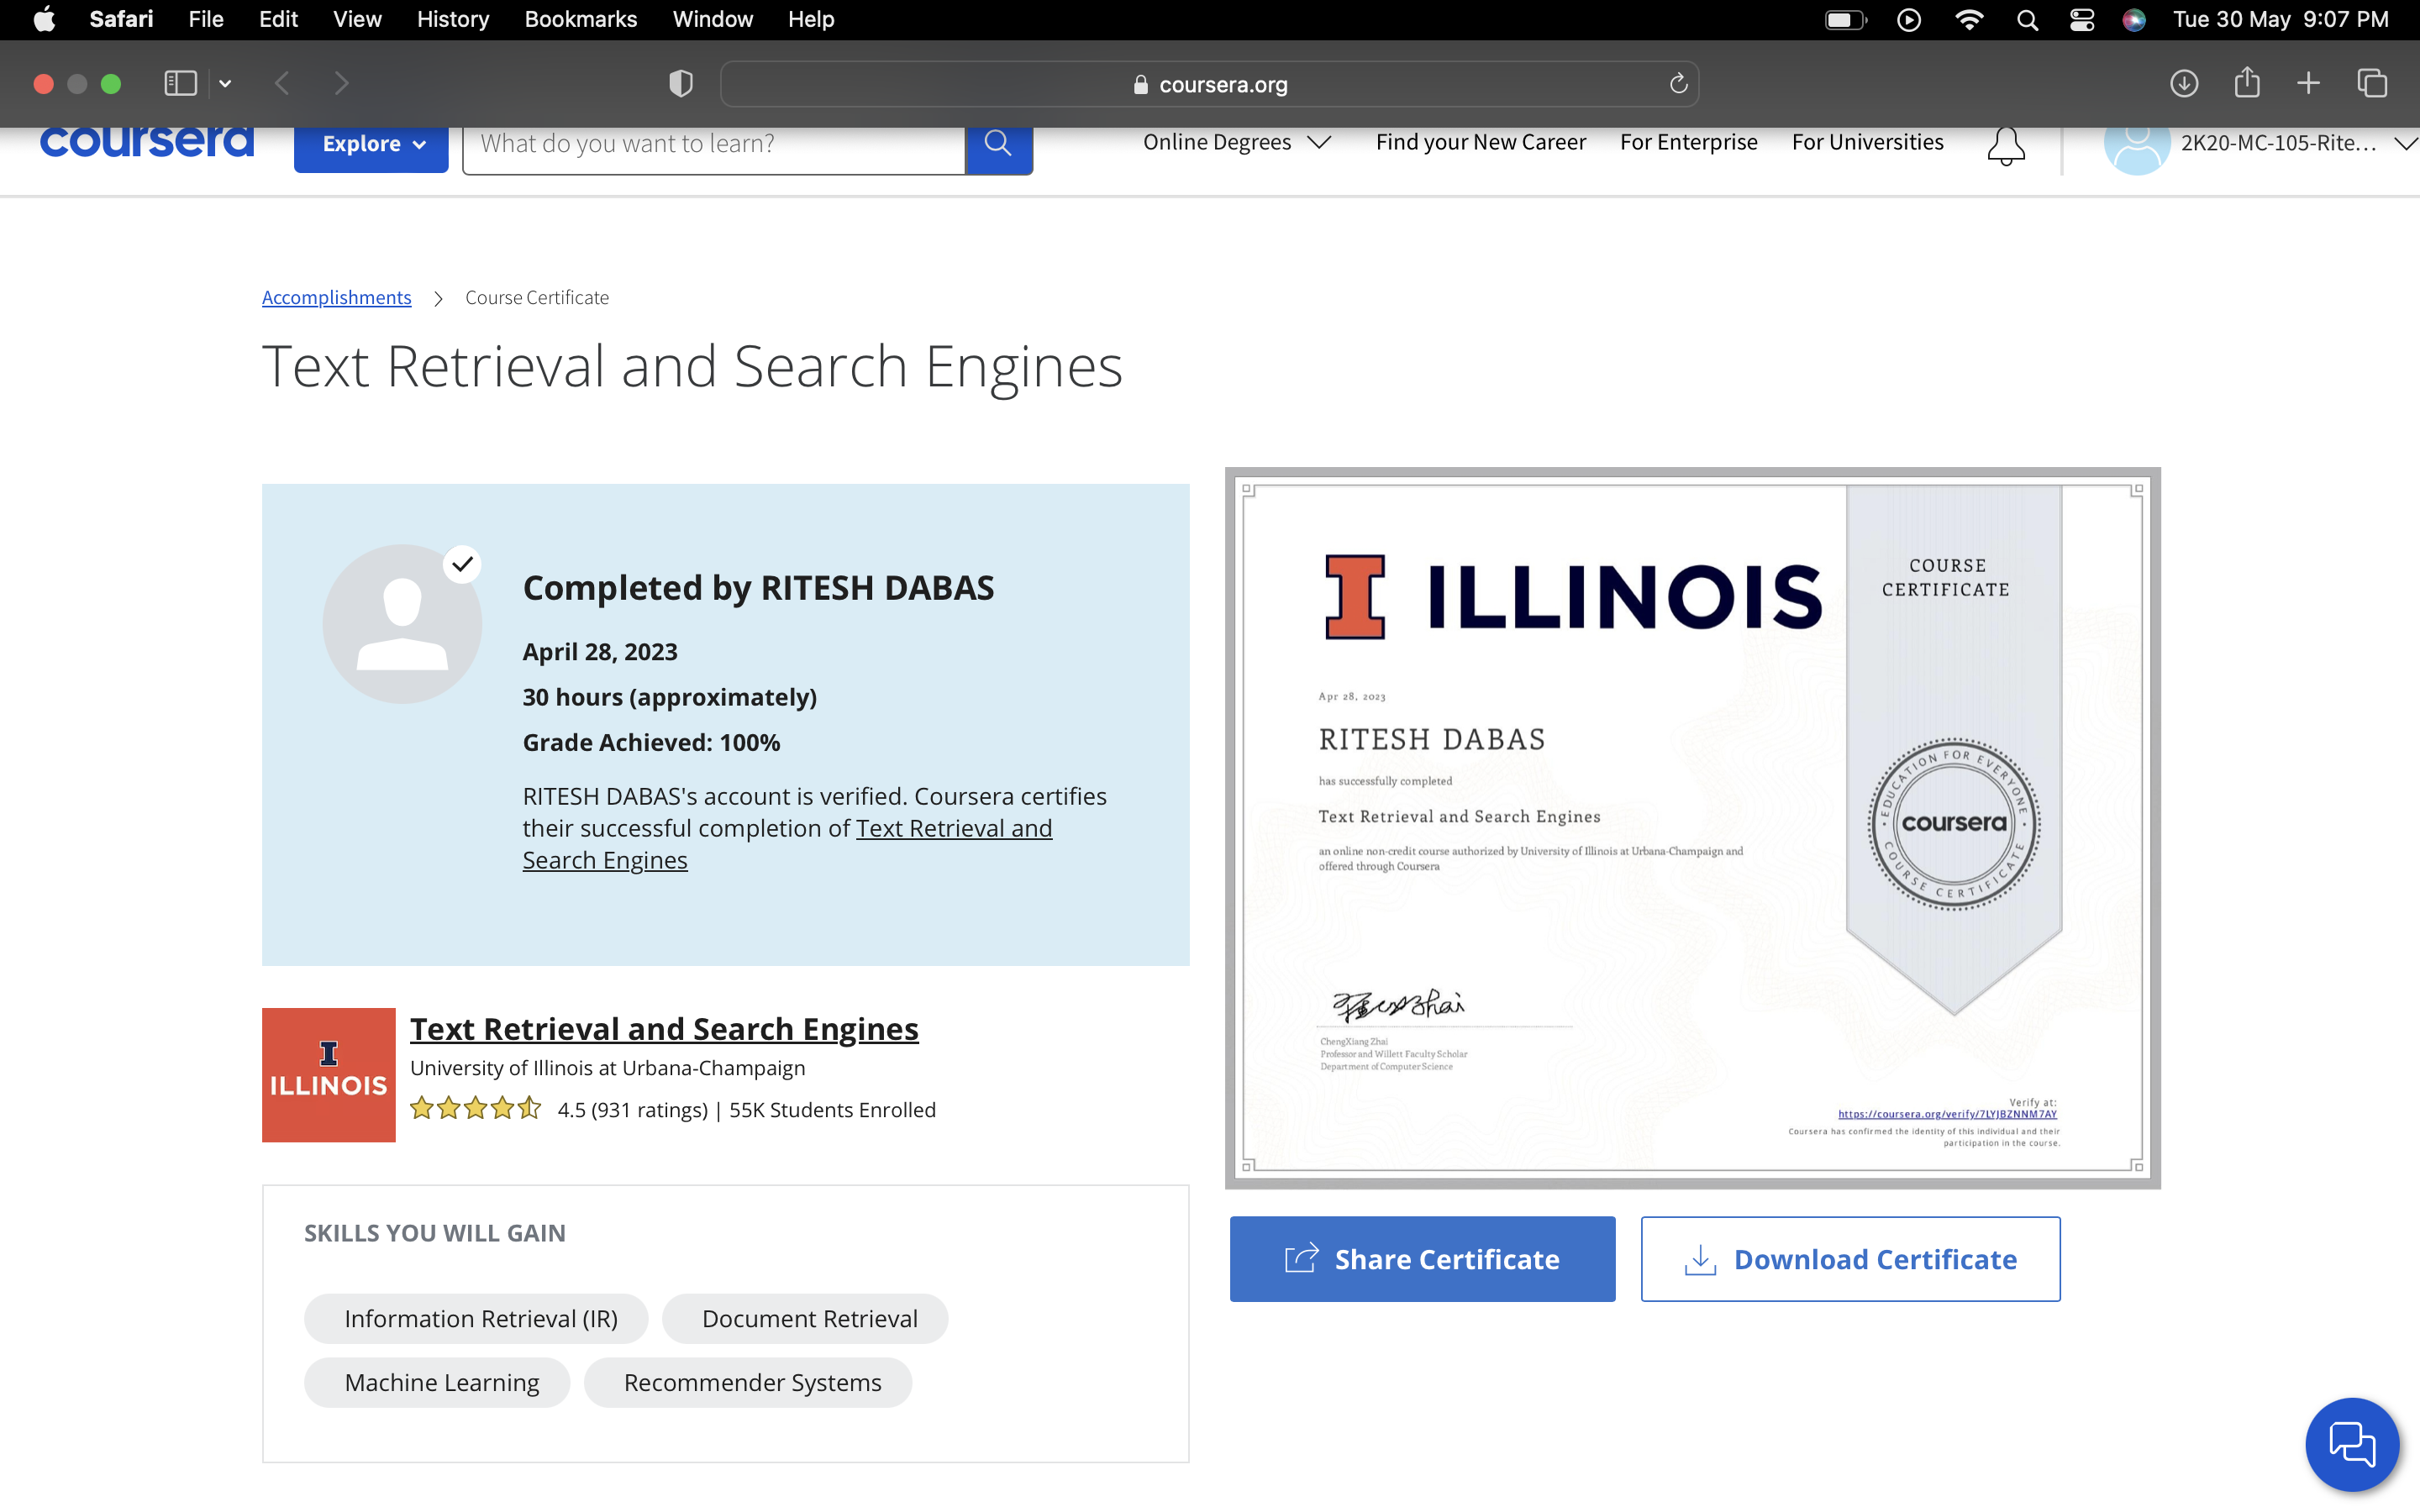 Safari File Edit View History Bookmarks Window Help Tue 30 May 9:07 PM
coursera.org
coursera Explore What do you want to learn? Online Degrees Find your New Career For Enterprise For Universities 2K20-MC-105-Rite...
Accomplishments Course Certificate
Text Retrieval and Search Engines
Completed by RITESH DABAS
April 28, 2023
30 hours (approximately)
Grade Achieved: 100%
RITESH DABAS's account is verified. Coursera certifies
their successful completion of Text Retrieval and
Search Engines
Text Retrieval and Search Engines
ILLINOIS
University of Illinois at Urbana-Champaign
4.5 (931 ratings) | 55K Students Enrolled
SKILLS YOU WILL GAIN
Information Retrieval (IR) Document Retrieval
Machine Learning Recommender Systems
I ILLINOIS
COURSE
CERTIFICATE
Apr 28, 2023
RITESH DABAS
has successfully completed
Text Retrieval and Search Engines
an online non-credit course authorized by University of Illinois at Urbana-Champaign and
offered through Coursera
EDUCATION FOR EVERYONE
coursera
COURSE CERTIFICATE
ChengXiang Zhai
Professor and Willett Faculty Scholar
Department of Computer Science
Verify at:
https://coursera.org/verify/7LYJBZNNM7AY
Coursera has confirmed the identity of this individual and their
participation in the course.
Share Certificate Download Certificate